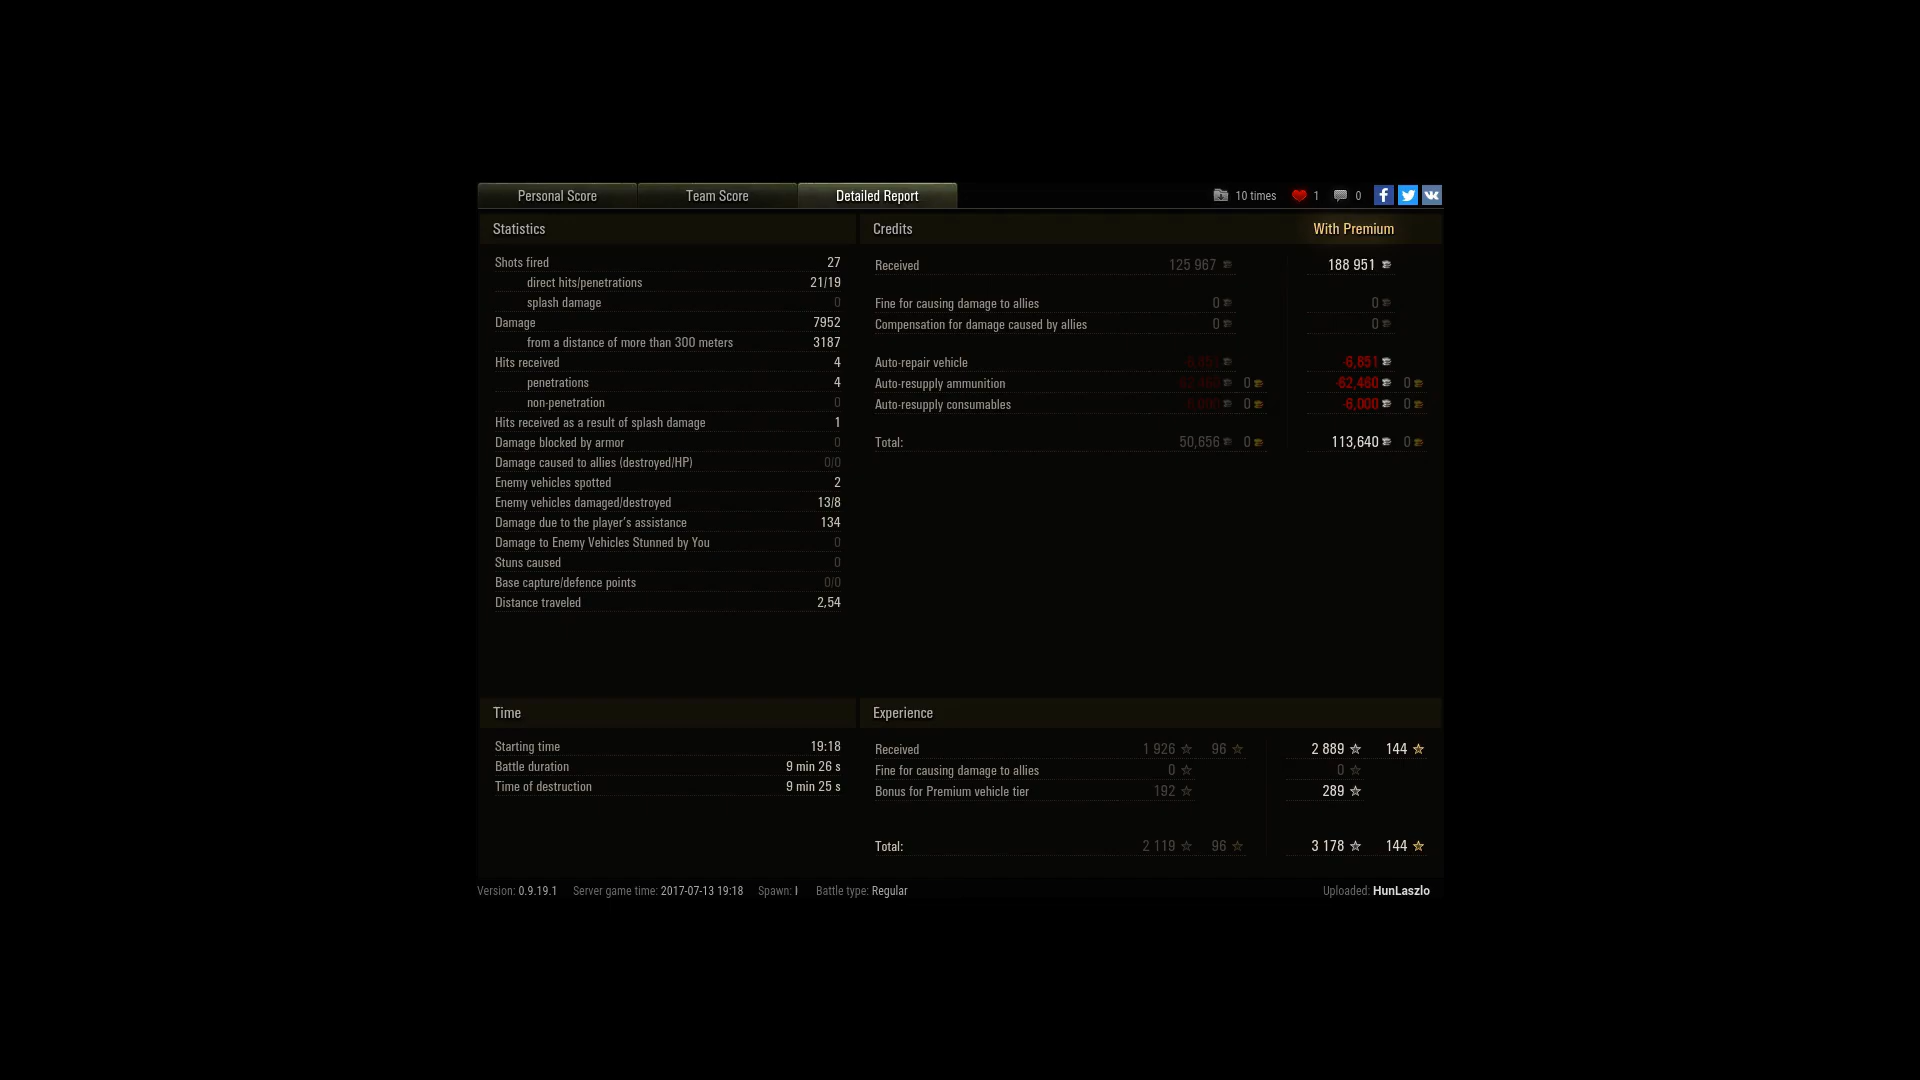 Personal Score Team Score Detailed Report 10 times 1 0
Statistics
Shots fired 27
direct hits/penetrations 21/19
splash damage 0
Damage 7952
from a distance of more than 300 meters 3187
Hits received 4
penetrations 4
non-penetration 0
Hits received as a result of splash damage 1
Damage blocked by armor 0
Damage caused to allies (destroyed/HP) 0/0
Enemy vehicles spotted 2
Enemy vehicles damaged/destroyed 13/8
Damage due to the player's assistance 134
Damage to Enemy Vehicles Stunned by You 0
Stuns caused 0
Base capture/defence points 0/0
Distance traveled 2,54
Credits With Premium
Received 125 967 188 951
Fine for causing damage to allies 0 0
Compensation for damage caused by allies 0 0
Auto-repair vehicle -6,851 -6,851
Auto-resupply ammunition -62,460 0 -62,460 0
Auto-resupply consumables -6,000 0 -6,000 0
Total: 50,656 0 113,640 0
Time
Starting time 19:18
Battle duration 9 min 26 s
Time of destruction 9 min 25 s
Experience
Received 1 926 96 2 889 144
Fine for causing damage to allies 0 0
Bonus for Premium vehicle tier 192 289
Total: 2 119 96 3 178 144
Version: 0.9.19.1 Server game time: 2017-07-13 19:18 Spawn: I Battle type: Regular Uploaded: HunLaszlo